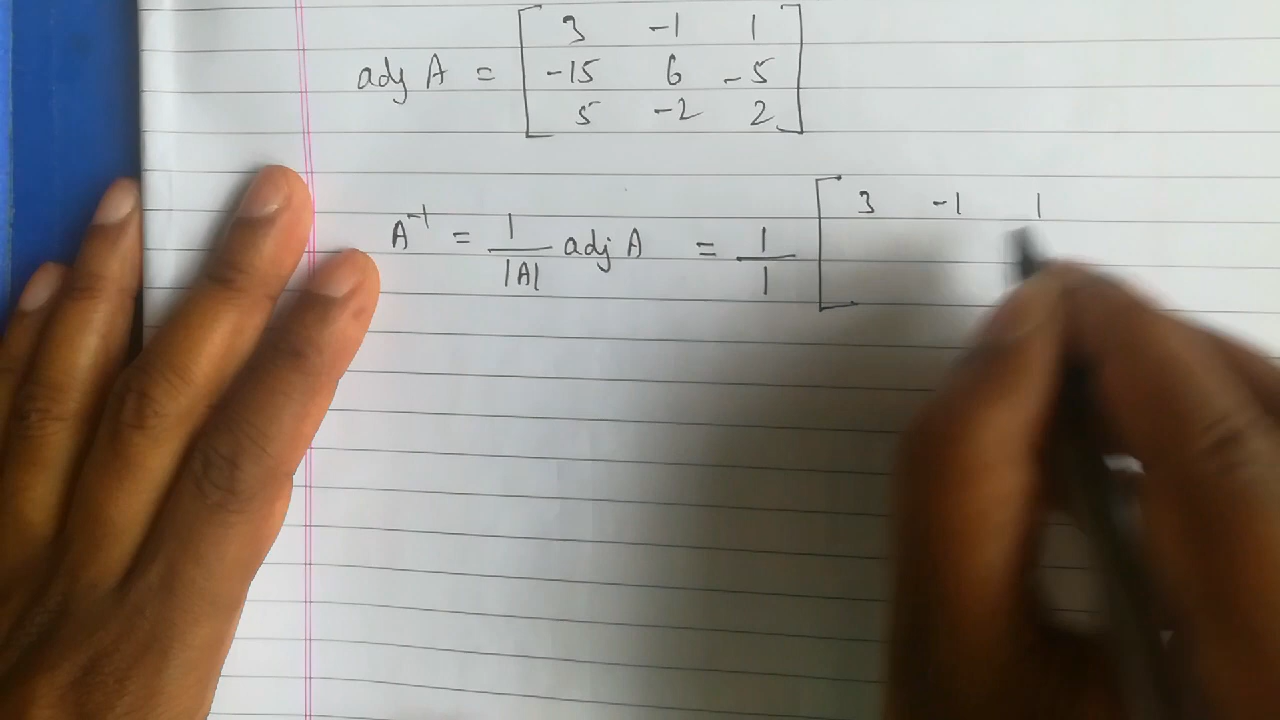 3 -1 1
adj A = -15 6 -5
5 -2 2
3 -1 1
A⁻¹ = 1/|A| adj A = 1/1